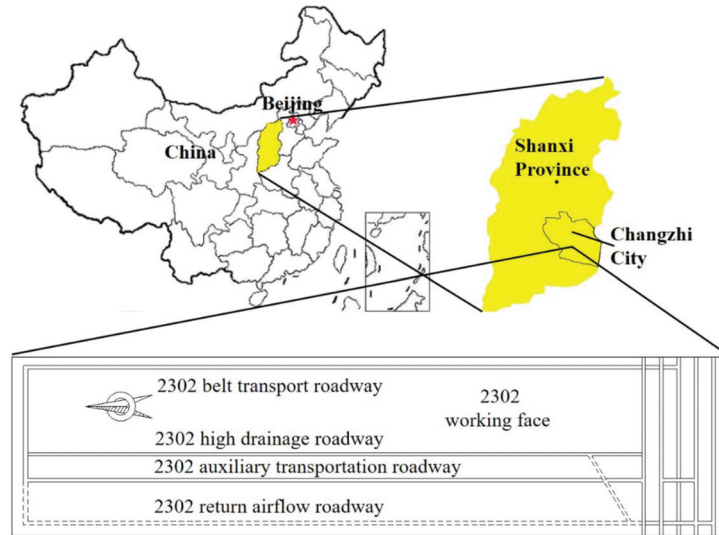 Beijing
China
Shanxi
Province
Changzhi
City
2302 belt transport roadway
2302
working face
2302 high drainage roadway
2302 auxiliary transportation roadway
2302 return airflow roadway